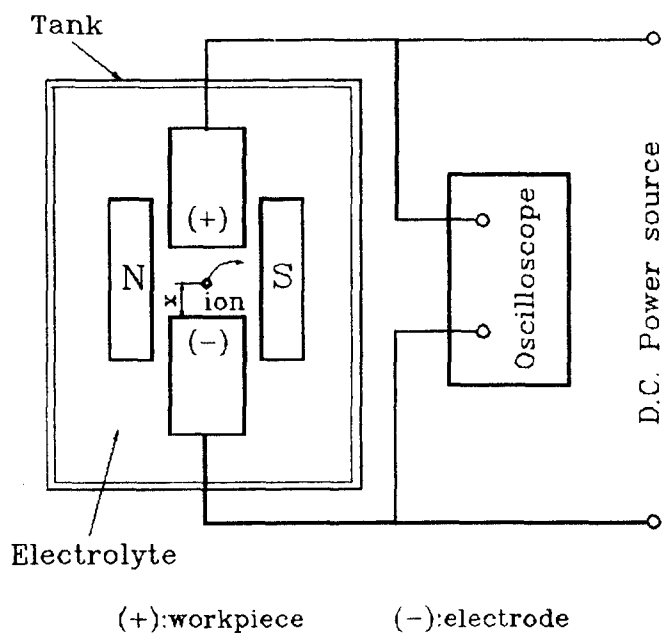 Tank
(+)
N
S
ion
x
(-)
Oscilloscope
D.C. Power source
Electrolyte
(+):workpiece (-):electrode